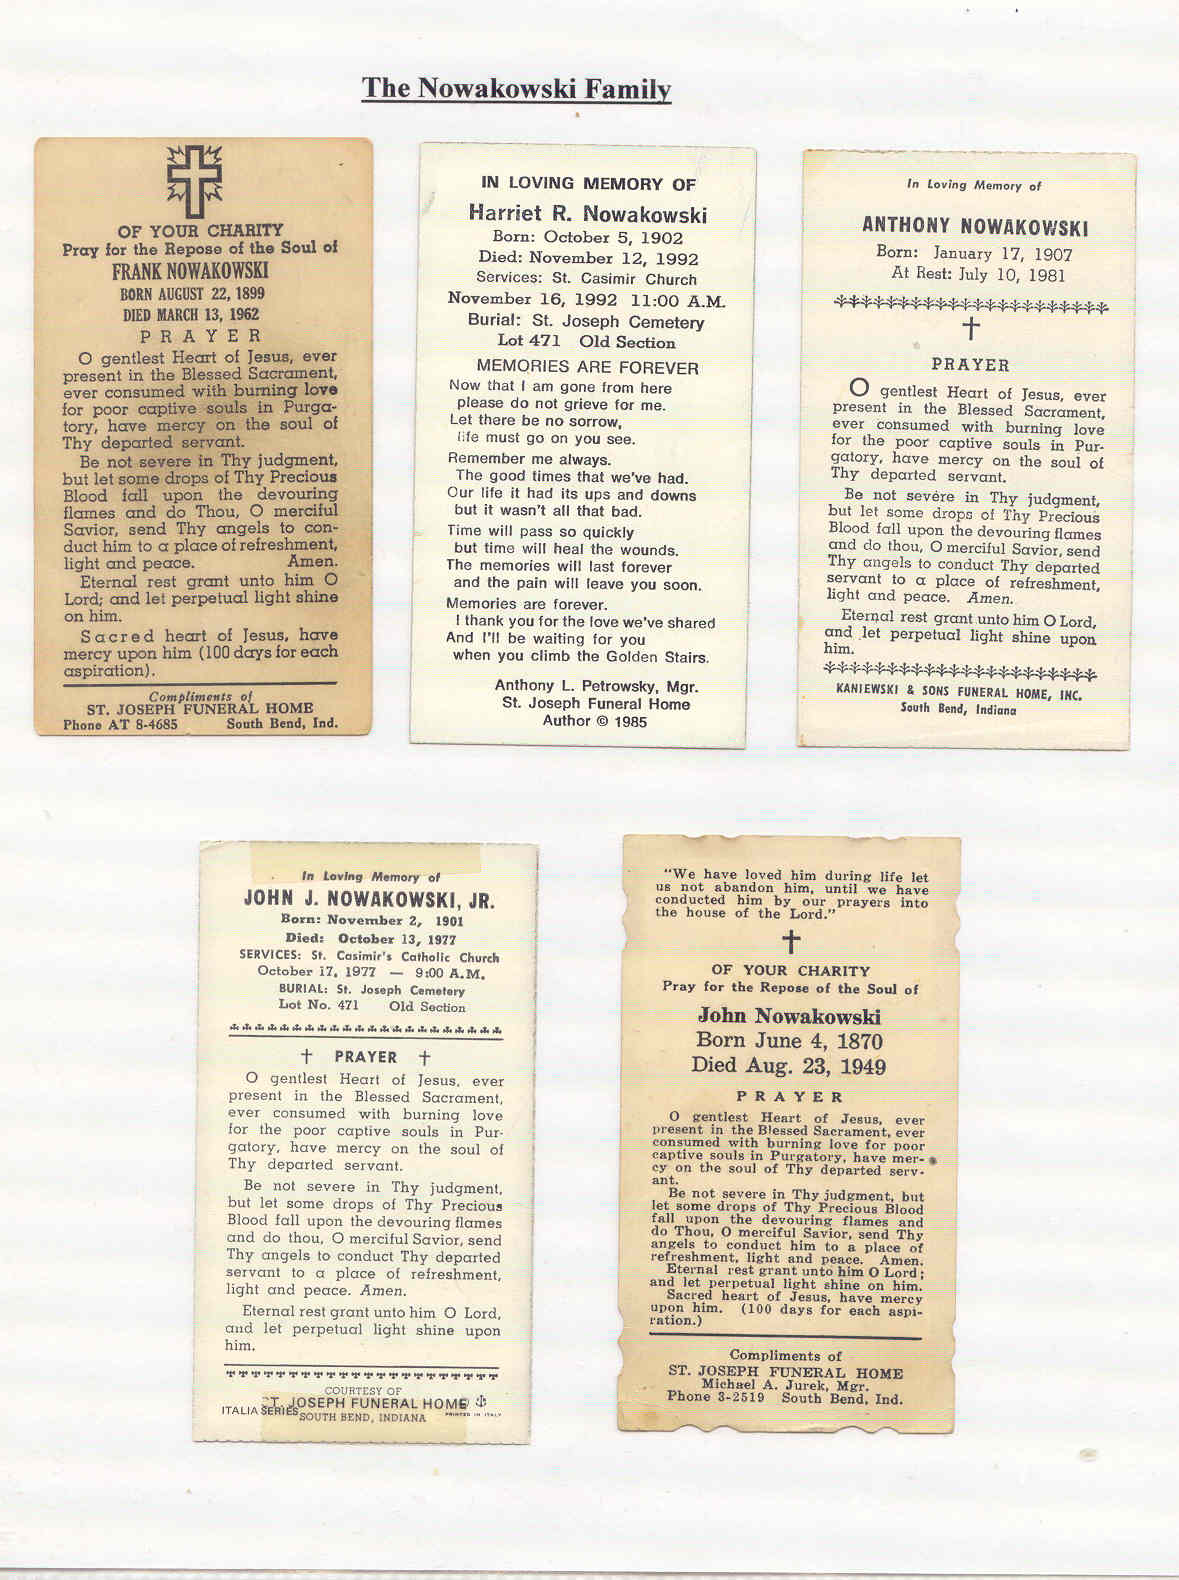 The Nowakowski Family
OF YOUR CHARITY
Pray for the Repose of the Soul of
FRANK NOWAKOWSKI
BORN AUGUST 22, 1899
DIED MARCH 13, 1962
PRAYER
O gentlest Heart of Jesus, ever
present in the Blessed Sacrament,
ever consumed with burning love
for poor captive souls in Purga-
tory, have mercy on the soul of
Thy departed servant.
Be not severe in Thy judgment,
but let some drops of Thy Precious
Blood fall upon the devouring
flames and do Thou, O merciful
Savior, send Thy angels to con-
duct him to a place of refreshment,
light and peace. Amen.
Eternal rest grant unto him O
Lord; and let perpetual light shine
on him.
Sacred heart of Jesus, have
mercy upon him (100 days for each
aspiration).
Compliments of
ST. JOSEPH FUNERAL HOME
Phone AT 8-4685 South Bend, Ind.
IN LOVING MEMORY OF
Harriet R. Nowakowski
Born: October 5, 1902
Died: November 12, 1992
Services: St. Casimir Church
November 16, 1992 11:00 A.M.
Burial: St. Joseph Cemetery
Lot 471 Old Section
MEMORIES ARE FOREVER
Now that I am gone from here
please do not grieve for me.
Let there be no sorrow,
life must go on you see.
Remember me always.
The good times that we've had.
Our life it had its ups and downs
but it wasn't all that bad.
Time will pass so quickly
but time will heal the wounds.
The memories will last forever
and the pain will leave you soon.
Memories are forever.
I thank you for the love we've shared
And I'll be waiting for you
when you climb the Golden Stairs.
Anthony L. Petrowsky, Mgr.
St. Joseph Funeral Home
Author © 1985
In Loving Memory of
ANTHONY NOWAKOWSKI
Born: January 17, 1907
At Rest: July 10, 1981
PRAYER
O gentlest Heart of Jesus, ever
present in the Blessed Sacrament,
ever consumed with burning love
for the poor captive souls in Pur-
gatory, have mercy on the soul of
Thy departed servant.
Be not severe in Thy judgment,
but let some drops of Thy Precious
Blood fall upon the devouring flames
and do thou, O merciful Savior, send
Thy angels to conduct Thy departed
servant to a place of refreshment,
light and peace. Amen.
Eternal rest grant unto him O Lord,
and let perpetual light shine upon
him.
KANIEWSKI & SONS FUNERAL HOME, INC.
South Bend, Indiana
In Loving Memory of
JOHN J. NOWAKOWSKI, JR.
Born: November 2, 1901
Died: October 13, 1977
SERVICES: St. Casimir's Catholic Church
October 17, 1977 — 9:00 A.M.
BURIAL: St. Joseph Cemetery
Lot No. 471 Old Section
PRAYER
O gentlest Heart of Jesus, ever
present in the Blessed Sacrament,
ever consumed with burning love
for the poor captive souls in Pur-
gatory, have mercy on the soul of
Thy departed servant.
Be not severe in Thy judgment,
but let some drops of Thy Precious
Blood fall upon the devouring flames
and do thou, O merciful Savior, send
Thy angels to conduct Thy departed
servant to a place of refreshment,
light and peace. Amen.
Eternal rest grant unto him O Lord,
and let perpetual light shine upon
him.
COURTESY OF
ST. JOSEPH FUNERAL HOME
ITALIA SERIES SOUTH BEND, INDIANA PRINTED IN ITALY
"We have loved him during life let
us not abandon him, until we have
conducted him by our prayers into
the house of the Lord."
OF YOUR CHARITY
Pray for the Repose of the Soul of
John Nowakowski
Born June 4, 1870
Died Aug. 23, 1949
PRAYER
O gentlest Heart of Jesus, ever
present in the Blessed Sacrament, ever
consumed with burning love for poor
captive souls in Purgatory, have mer-
cy on the soul of Thy departed serv-
ant.
Be not severe in Thy judgment, but
let some drops of Thy Precious Blood
fall upon the devouring flames and
do Thou, O merciful Savior, send Thy
angels to conduct him to a place of
refreshment, light and peace. Amen.
Eternal rest grant unto him O Lord;
and let perpetual light shine on him.
Sacred heart of Jesus, have mercy
upon him. (100 days for each aspi-
ration.)
Compliments of
ST. JOSEPH FUNERAL HOME
Michael A. Jurek, Mgr.
Phone 3-2519 South Bend, Ind.